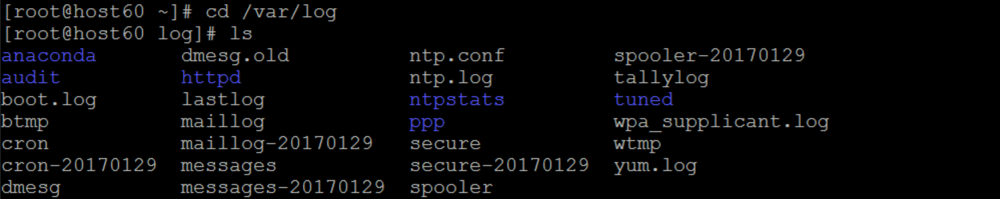 [root@host60 ~]# cd /var/log
[root@host60 log]# ls
anaconda dmesg.old ntp.conf spooler-20170129
audit httpd ntp.log tallylog
boot.log lastlog ntpstats tuned
btmp maillog ppp wpa_supplicant.log
cron maillog-20170129 secure wtmp
cron-20170129 messages secure-20170129 yum.log
dmesg messages-20170129 spooler